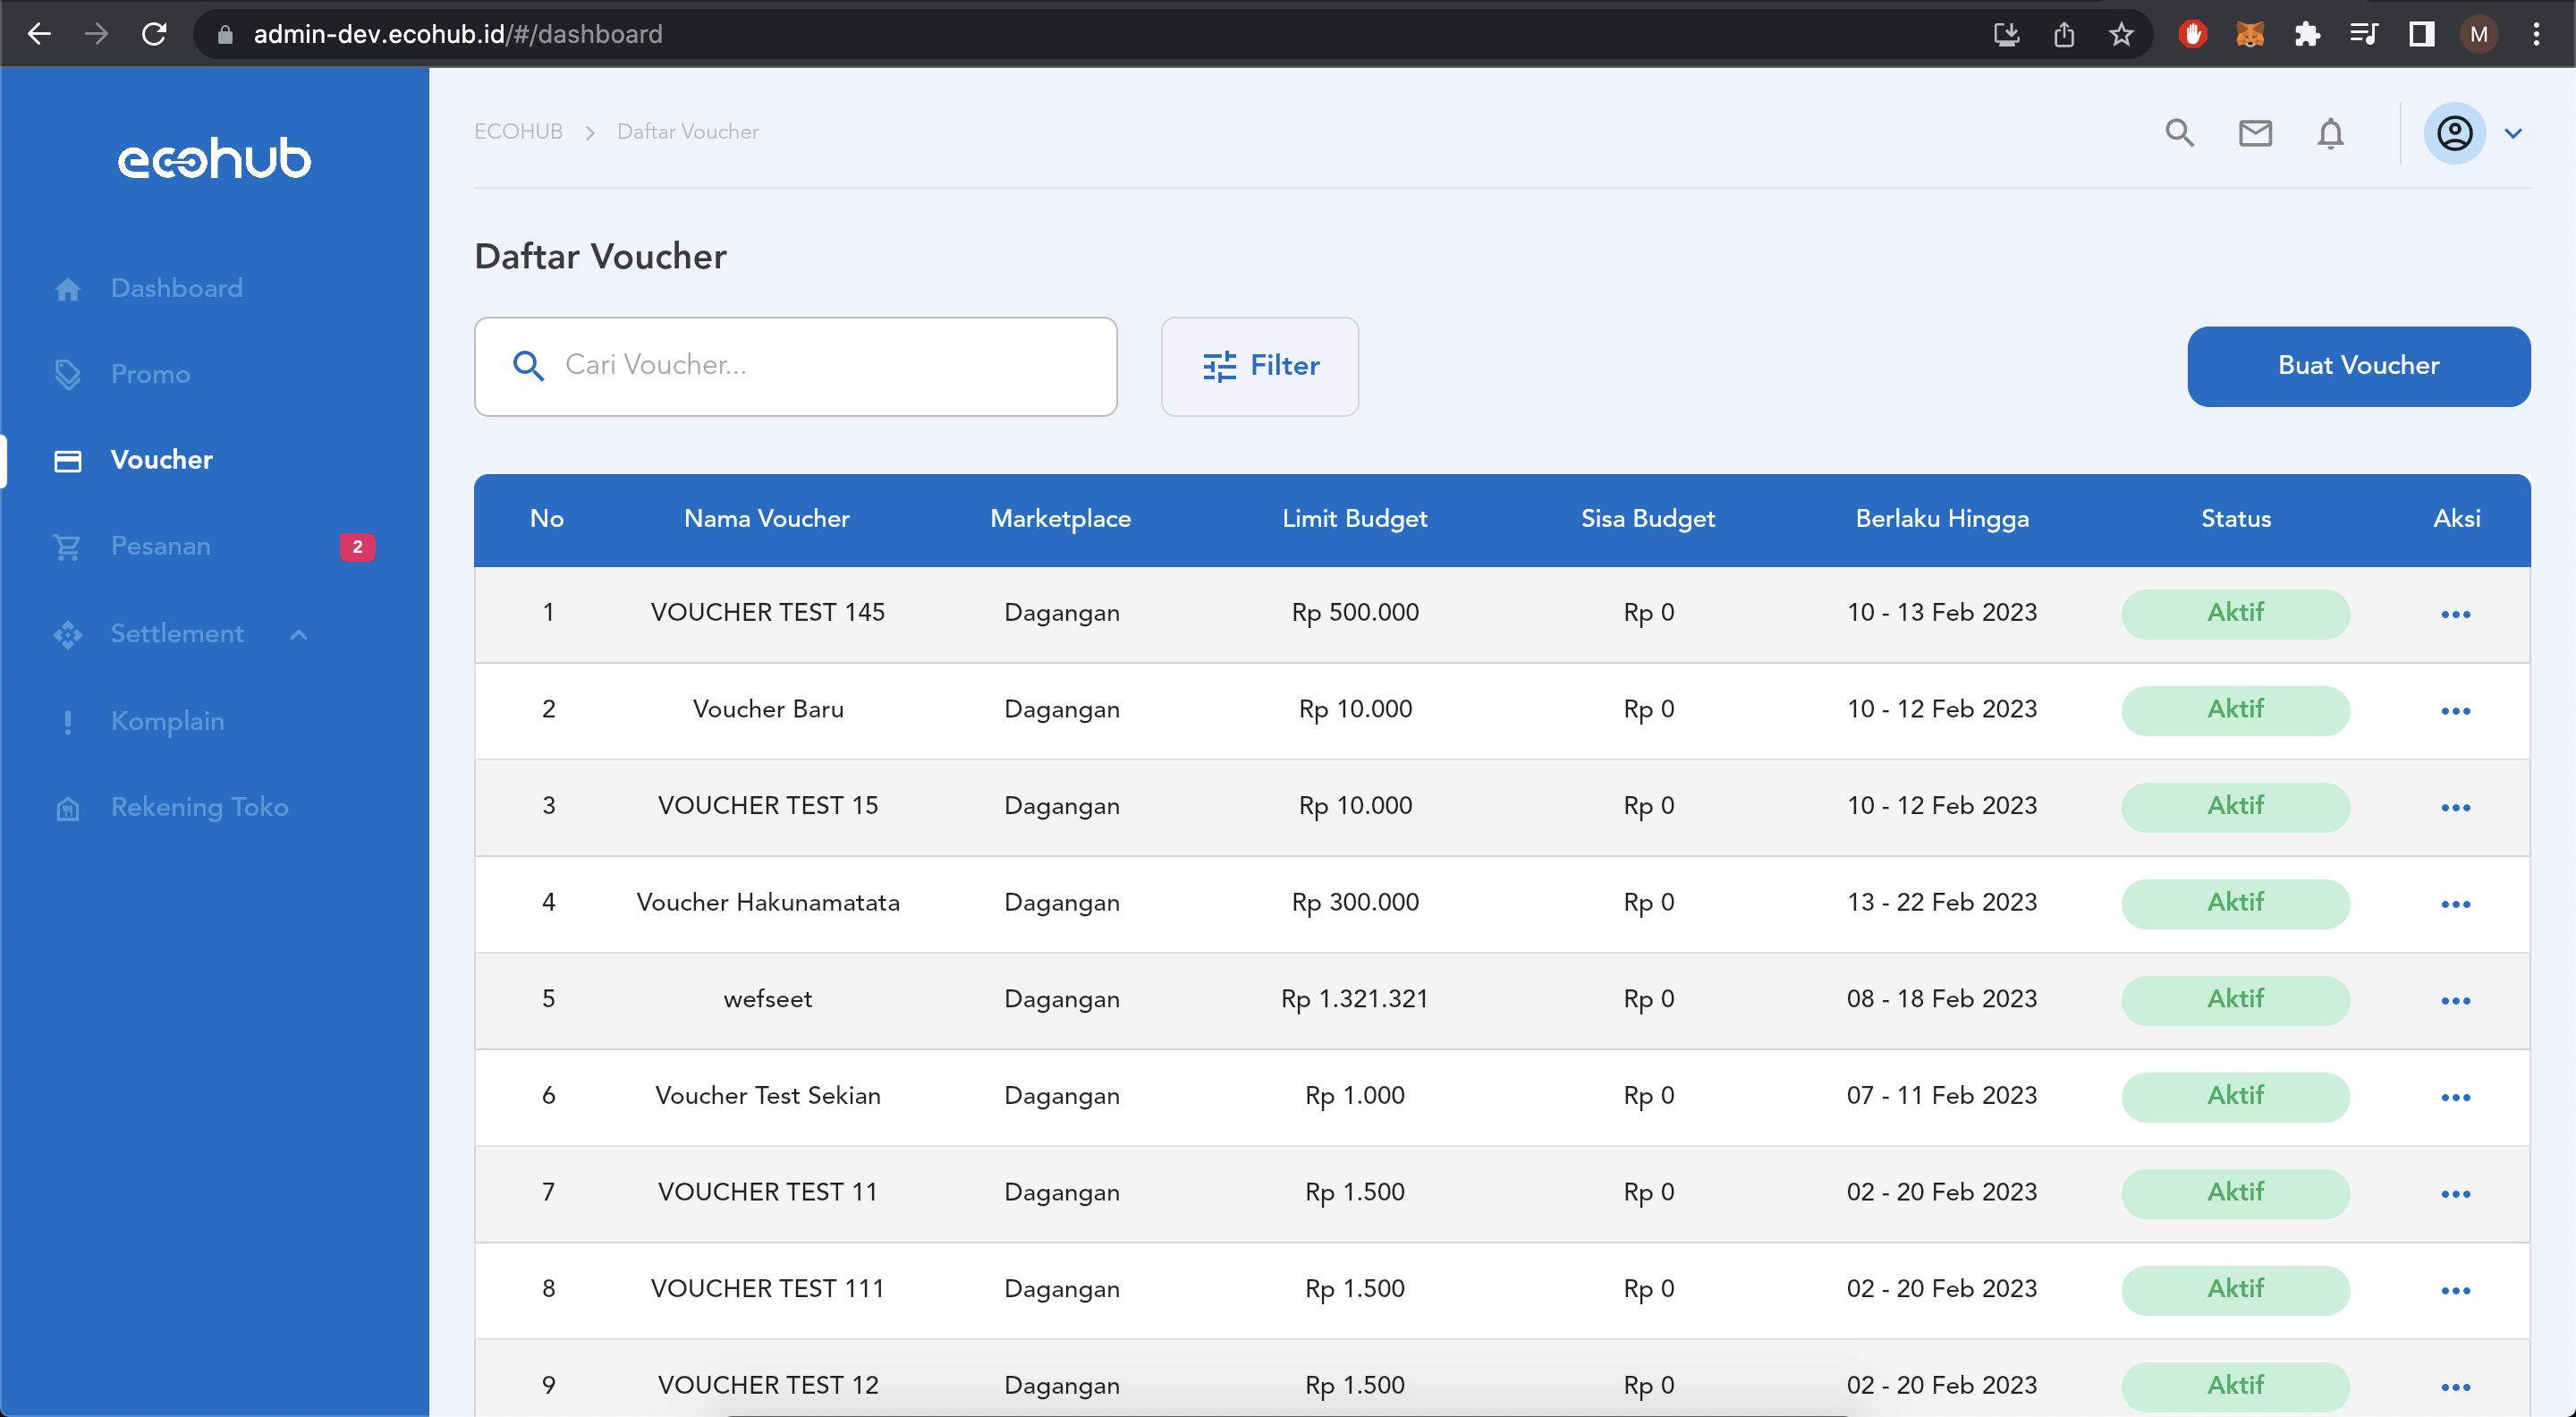 admin-dev.ecohub.id/#/dashboard
M
ecohub
ECOHUB > Daftar Voucher
Dashboard
Promo
Voucher
Pesanan 2
Settlement
Komplain
Rekening Toko
Daftar Voucher
Cari Voucher...
Filter
Buat Voucher
No Nama Voucher Marketplace Limit Budget Sisa Budget Berlaku Hingga Status Aksi
1 VOUCHER TEST 145 Dagangan Rp 500.000 Rp 0 10 - 13 Feb 2023 Aktif
2 Voucher Baru Dagangan Rp 10.000 Rp 0 10 - 12 Feb 2023 Aktif
3 VOUCHER TEST 15 Dagangan Rp 10.000 Rp 0 10 - 12 Feb 2023 Aktif
4 Voucher Hakunamatata Dagangan Rp 300.000 Rp 0 13 - 22 Feb 2023 Aktif
5 wefseet Dagangan Rp 1.321.321 Rp 0 08 - 18 Feb 2023 Aktif
6 Voucher Test Sekian Dagangan Rp 1.000 Rp 0 07 - 11 Feb 2023 Aktif
7 VOUCHER TEST 11 Dagangan Rp 1.500 Rp 0 02 - 20 Feb 2023 Aktif
8 VOUCHER TEST 111 Dagangan Rp 1.500 Rp 0 02 - 20 Feb 2023 Aktif
9 VOUCHER TEST 12 Dagangan Rp 1.500 Rp 0 02 - 20 Feb 2023 Aktif